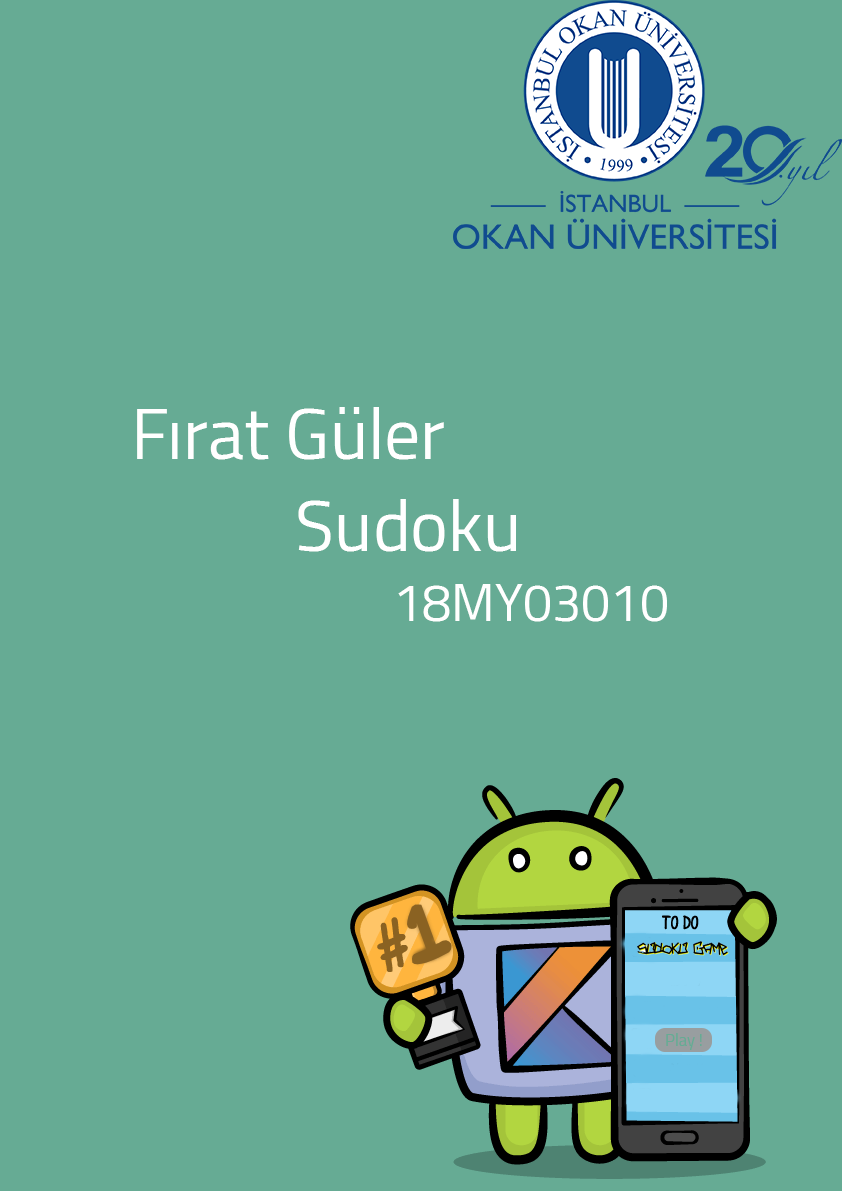 İSTANBUL OKAN ÜNİVERSİTESİ
• 1999 •
20.yıl
İSTANBUL
OKAN ÜNİVERSİTESİ
Fırat Güler
Sudoku
18MY03010
#1
TO DO
SUDOKU GAME
Play !